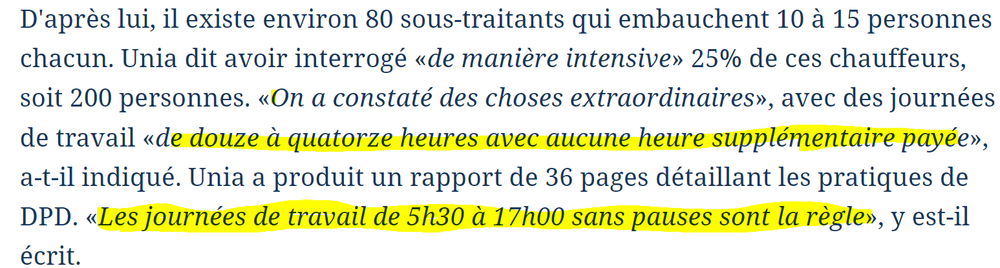 D'après lui, il existe environ 80 sous-traitants qui embauchent 10 à 15 personnes
chacun. Unia dit avoir interrogé «de manière intensive» 25% de ces chauffeurs,
soit 200 personnes. «On a constaté des choses extraordinaires», avec des journées
de travail «de douze à quatorze heures avec aucune heure supplémentaire payée»,
a-t-il indiqué. Unia a produit un rapport de 36 pages détaillant les pratiques de
DPD. «Les journées de travail de 5h30 à 17h00 sans pauses sont la règle», y est-il
écrit.